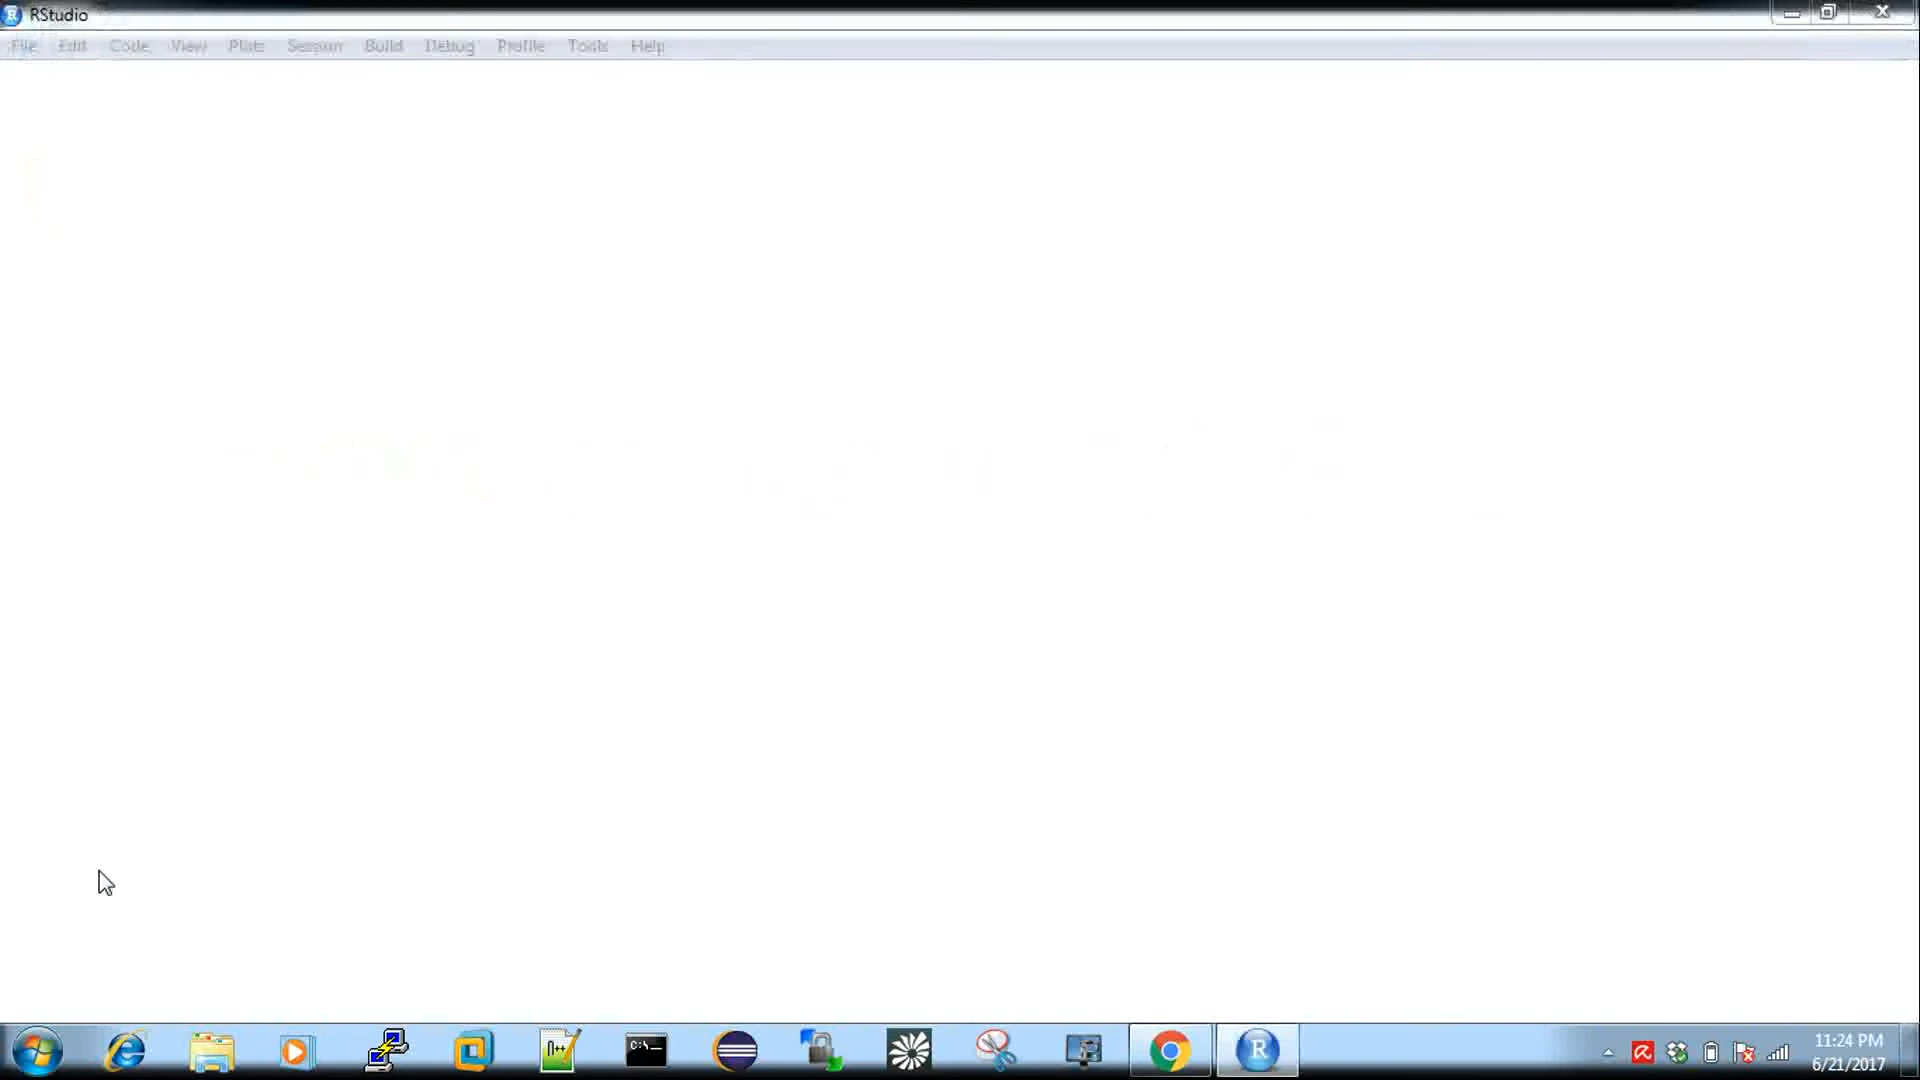 RStudio
File Edit Code View Plots Session Build Debug Profile Tools Help
C:\_
R
11:24 PM
6/21/2017